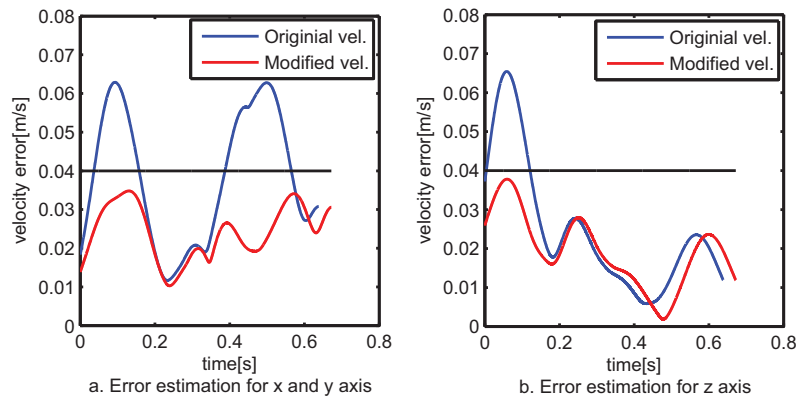 0.08
0.07
0.06
0.05
0.04
0.03
0.02
0.01
0
velocity error[m/s]
Originial vel.
Modified vel.
0
0.2
0.4
0.6
0.8
time[s]
a. Error estimation for x and y axis
0.08
0.07
0.06
0.05
0.04
0.03
0.02
0.01
0
velocity error[m/s]
Originial vel.
Modified vel.
0
0.2
0.4
0.6
0.8
time[s]
b. Error estimation for z axis